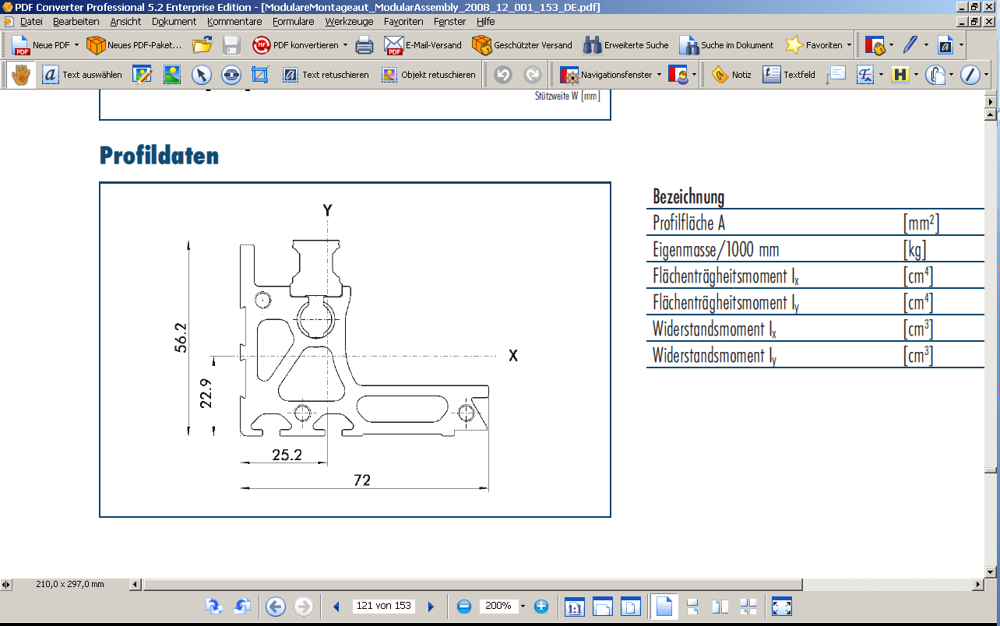 PDF Converter Professional 5.2 Enterprise Edition - [ModulareMontageaut_ModularAssembly_2008_12_001_153_DE.pdf]
Datei Bearbeiten Ansicht Dokument Kommentare Formulare Werkzeuge Favoriten Fenster Hilfe
Neue PDF Neues PDF-Paket... PDF konvertieren E-Mail-Versand Geschützter Versand Erweiterte Suche Suche im Dokument Favoriten
Text auswählen Text retuschieren Objekt retuschieren Navigationsfenster Notiz Textfeld
Stützweite W [mm]
Profildaten
Bezeichnung
Profilfläche A [mm²]
Eigenmasse/1000 mm [kg]
Flächenträgheitsmoment Ix [cm⁴]
Flächenträgheitsmoment Iy [cm⁴]
Widerstandsmoment Ix [cm³]
Widerstandsmoment Iy [cm³]
Y
56.2
X
22.9
25.2
72
210,0 x 297,0 mm
121 von 153 200% 1:1